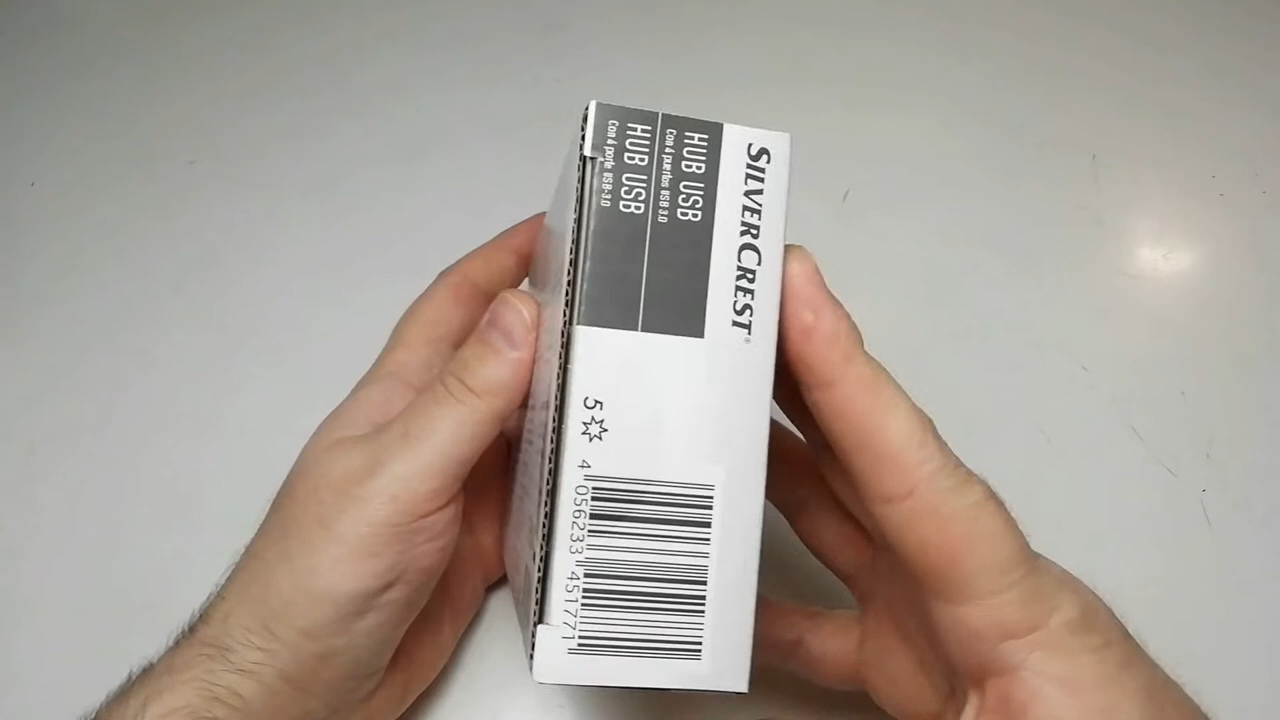 SILVERCREST®
HUB USB
Con 4 puertos USB 3.0
HUB USB
Con 4 porte USB-3.0
5
4 056233 451771